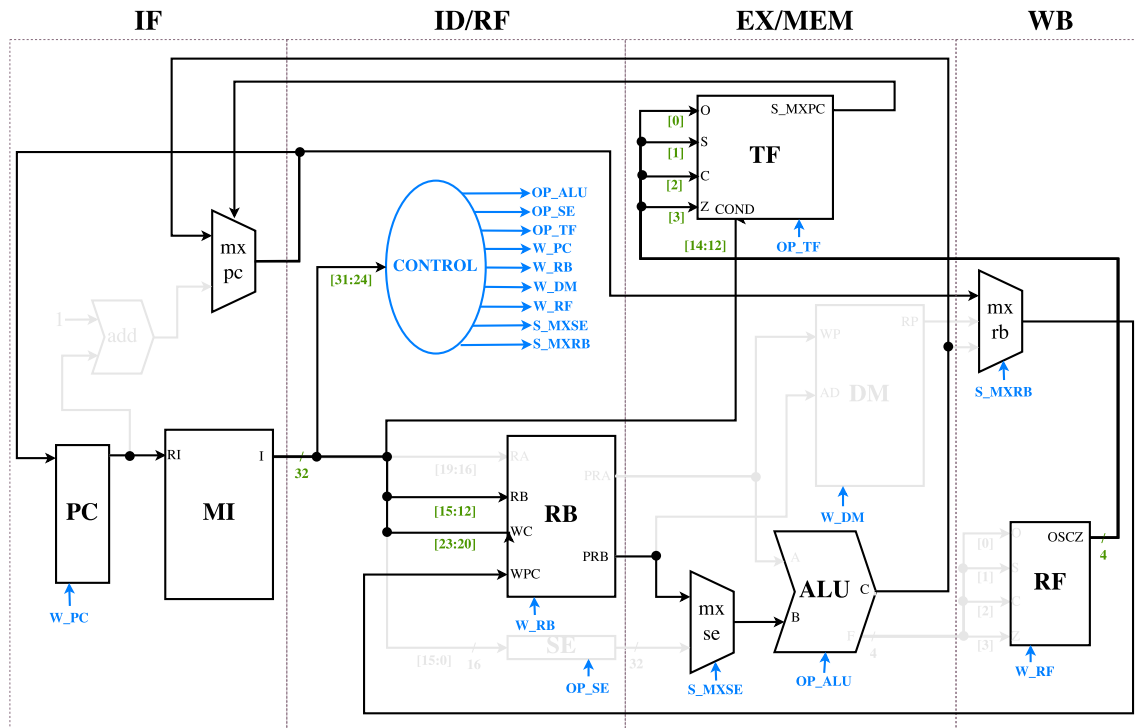 IF
ID/RF
EX/MEM
WB
mx
pc
1
add
PC
W_PC
RI
MI
I
32
[31:24]
CONTROL
OP_ALU
OP_SE
OP_TF
W_PC
W_RB
W_DM
W_RF
S_MXSE
S_MXRB
[19:16]
[15:12]
[23:20]
RA
RB
WC
WPC
RB
PRA
PRB
W_RB
[15:0]
16
SE
32
OP_SE
[0]
[1]
[2]
[3]
O
S
C
Z
COND
S_MXPC
TF
[14:12]
OP_TF
WP
AD
RP
DM
W_DM
mx
se
S_MXSE
A
B
ALU
C
F
4
OP_ALU
mx
rb
S_MXRB
[0]
[1]
[2]
[3]
O
S
C
Z
OSCZ
RF
4
W_RF